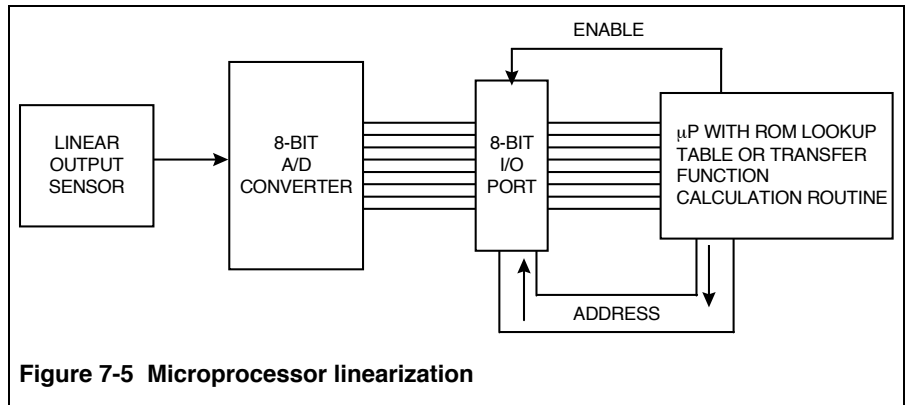 ENABLE
LINEAR
OUTPUT
SENSOR
8-BIT
A/D
CONVERTER
8-BIT
I/O
PORT
µP WITH ROM LOOKUP
TABLE OR TRANSFER
FUNCTION
CALCULATION ROUTINE
ADDRESS
Figure 7-5 Microprocessor linearization